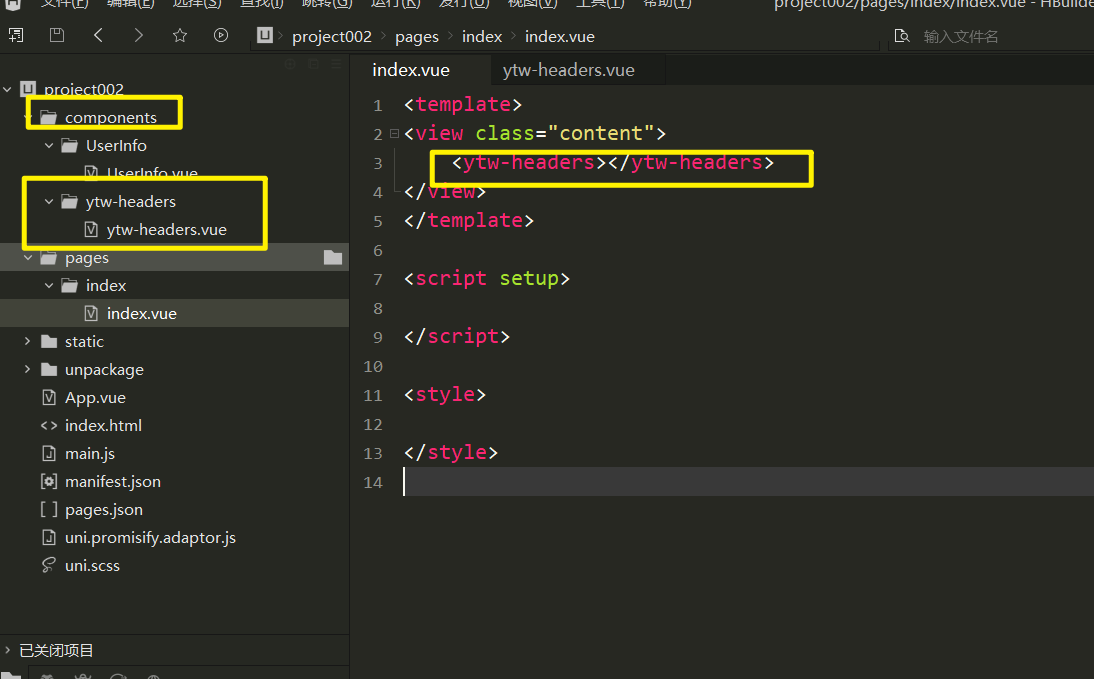 文件(F) 编辑(E) 选择(S) 查找(I) 跳转(G) 运行(R) 发行(U) 视图(V) 工具(T) 帮助(Y) project002/pages/index/index.vue - HBuilde
project002 pages index index.vue 输入文件名
project002
components
UserInfo
UserInfo.vue
ytw-headers
ytw-headers.vue
pages
index
index.vue
static
unpackage
App.vue
index.html
main.js
manifest.json
pages.json
uni.promisify.adaptor.js
uni.scss
已关闭项目
index.vue ytw-headers.vue
1 <template>
2 <view class="content">
3 <ytw-headers></ytw-headers>
4 </view>
5 </template>
6
7 <script setup>
8
9 </script>
10
11 <style>
12
13 </style>
14